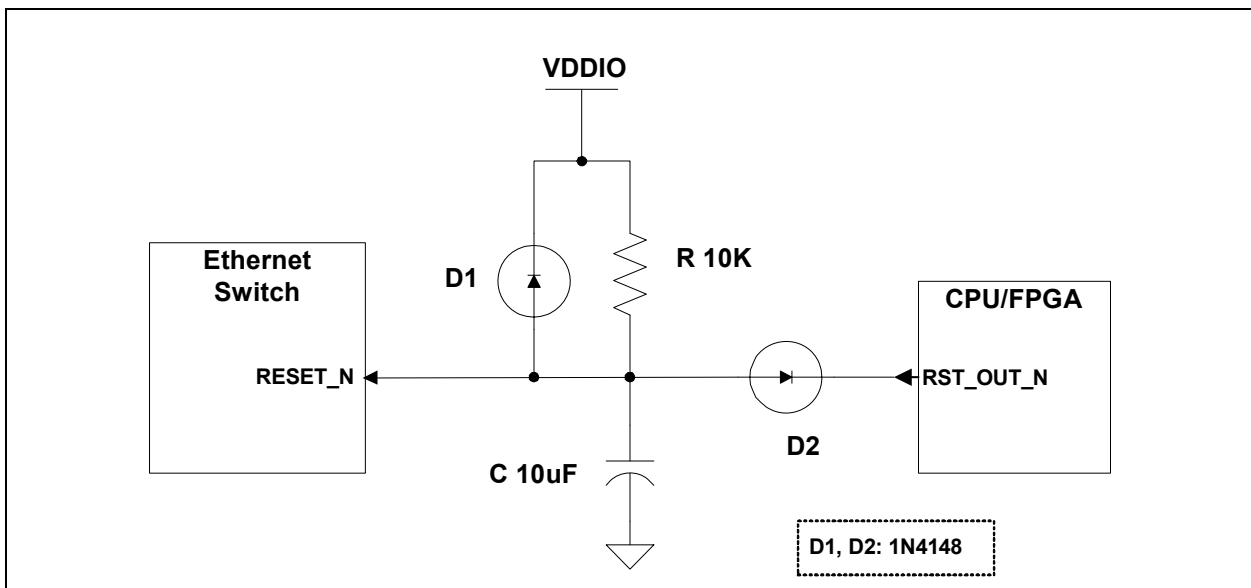 VDDIO
Ethernet
Switch
D1
R 10K
CPU/FPGA
RESET_N
RST_OUT_N
D2
C 10uF
D1, D2: 1N4148